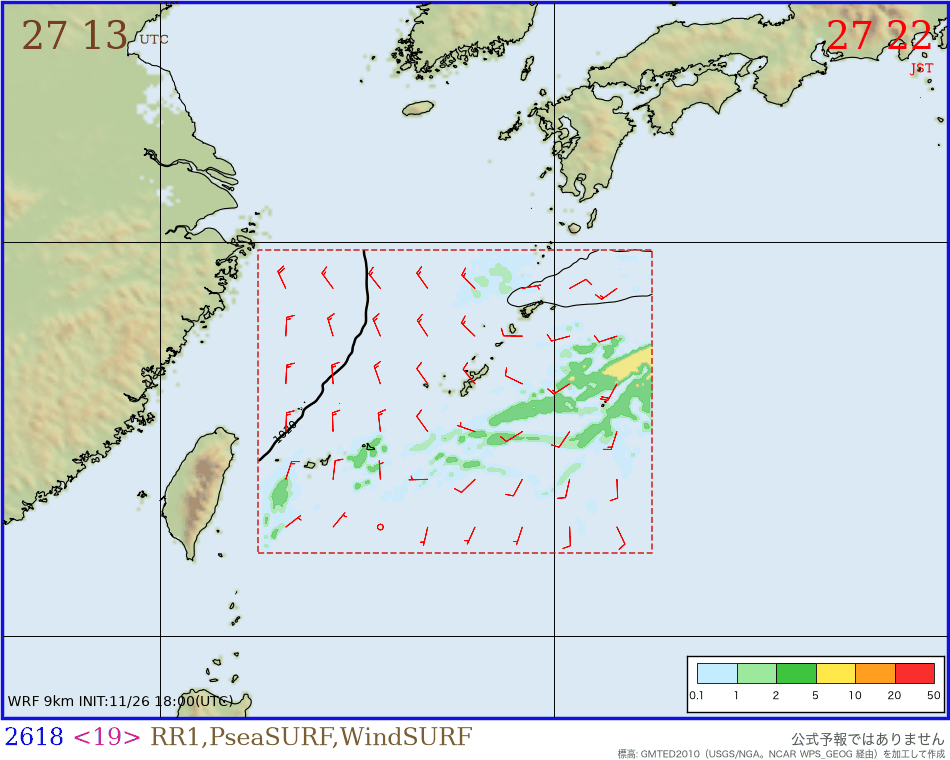 27 13 UTC
27 22
JST
1020
WRF 9km INIT:11/26 18:00(UTC)
0.1 1 2 5 10 20 50
2618 <19> RR1,PseaSURF,WindSURF
公式予報ではありません
標高: GMTED2010（USGS/NGA。NCAR WPS_GEOG 経由）を加工して作成